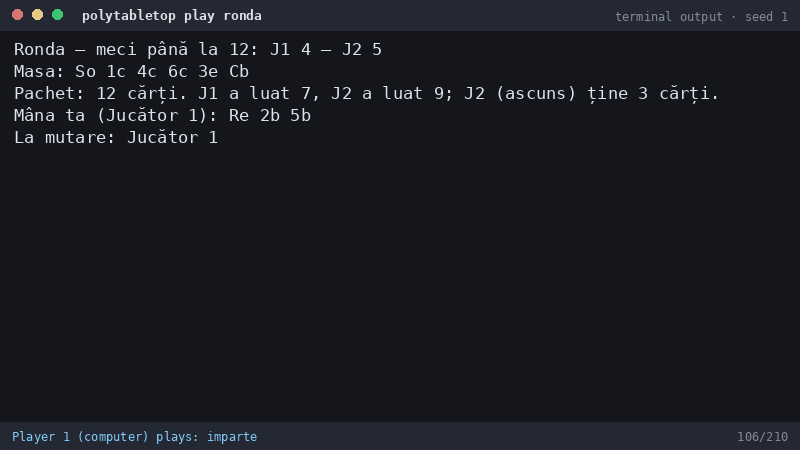 polytabletop play ronda
terminal output · seed 1
Ronda — meci până la 12: J1 4 — J2 5
Masa: So 1c 4c 6c 3e Cb
Pachet: 12 cărți. J1 a luat 7, J2 a luat 9; J2 (ascuns) ține 3 cărți.
Mâna ta (Jucător 1): Re 2b 5b
La mutare: Jucător 1
Player 1 (computer) plays: imparte
106/210